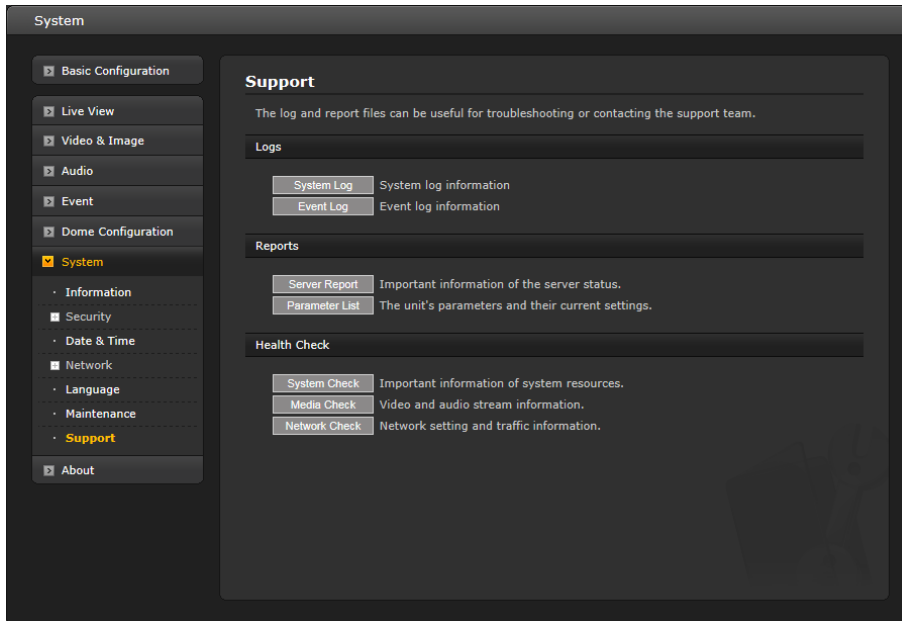 System
Basic Configuration
Live View
Video & Image
Audio
Event
Dome Configuration
System
Information
Security
Date & Time
Network
Language
Maintenance
Support
About
Support
The log and report files can be useful for troubleshooting or contacting the support team.
Logs
System Log System log information
Event Log Event log information
Reports
Server Report Important information of the server status.
Parameter List The unit's parameters and their current settings.
Health Check
System Check Important information of system resources.
Media Check Video and audio stream information.
Network Check Network setting and traffic information.